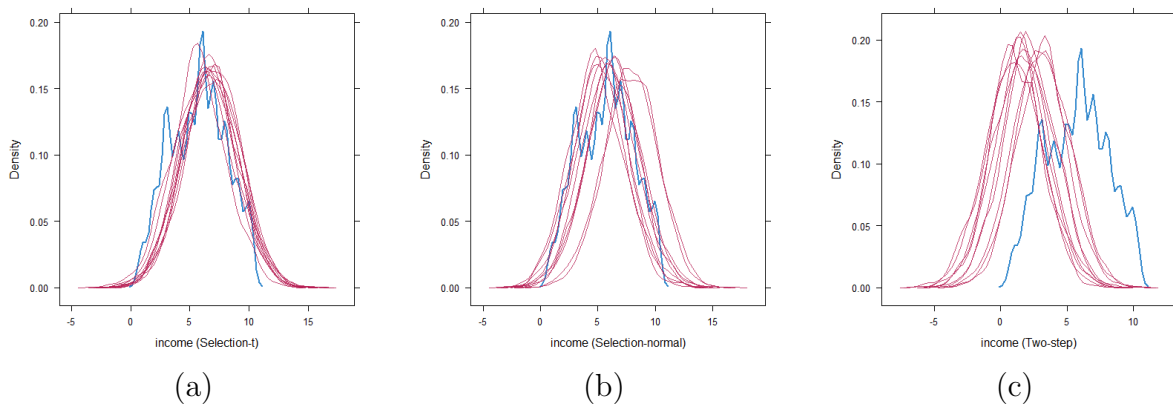 0.20
0.15
0.10
0.05
0.00
Density
-5 0 5 10 15
income (Selection-t)
(a)
0.20
0.15
0.10
0.05
0.00
Density
-5 0 5 10 15
income (Selection-normal)
(b)
0.20
0.15
0.10
0.05
0.00
Density
-5 0 5 10
income (Two-step)
(c)